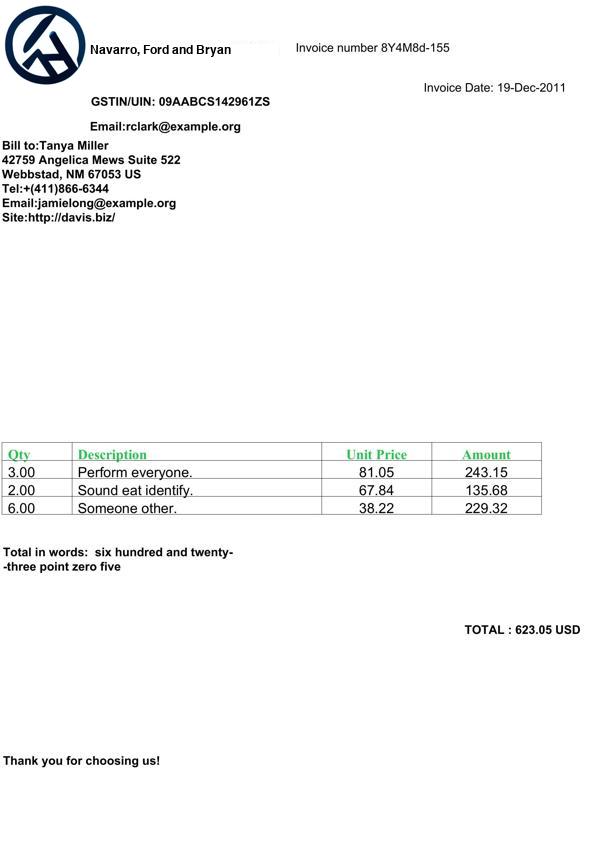 Navarro, Ford and Bryan
Invoice number 8Y4M8d-155
Invoice Date: 19-Dec-2011
GSTIN/UIN: 09AABCS142961ZS
Email:rclark@example.org
Bill to:Tanya Miller
42759 Angelica Mews Suite 522
Webbstad, NM 67053 US
Tel:+(411)866-6344
Email:jamielong@example.org
Site:http://davis.biz/
Qty Description Unit Price Amount
3.00 Perform everyone. 81.05 243.15
2.00 Sound eat identify. 67.84 135.68
6.00 Someone other. 38.22 229.32
Total in words:  six hundred and twenty-
-three point zero five
TOTAL : 623.05 USD
Thank you for choosing us!